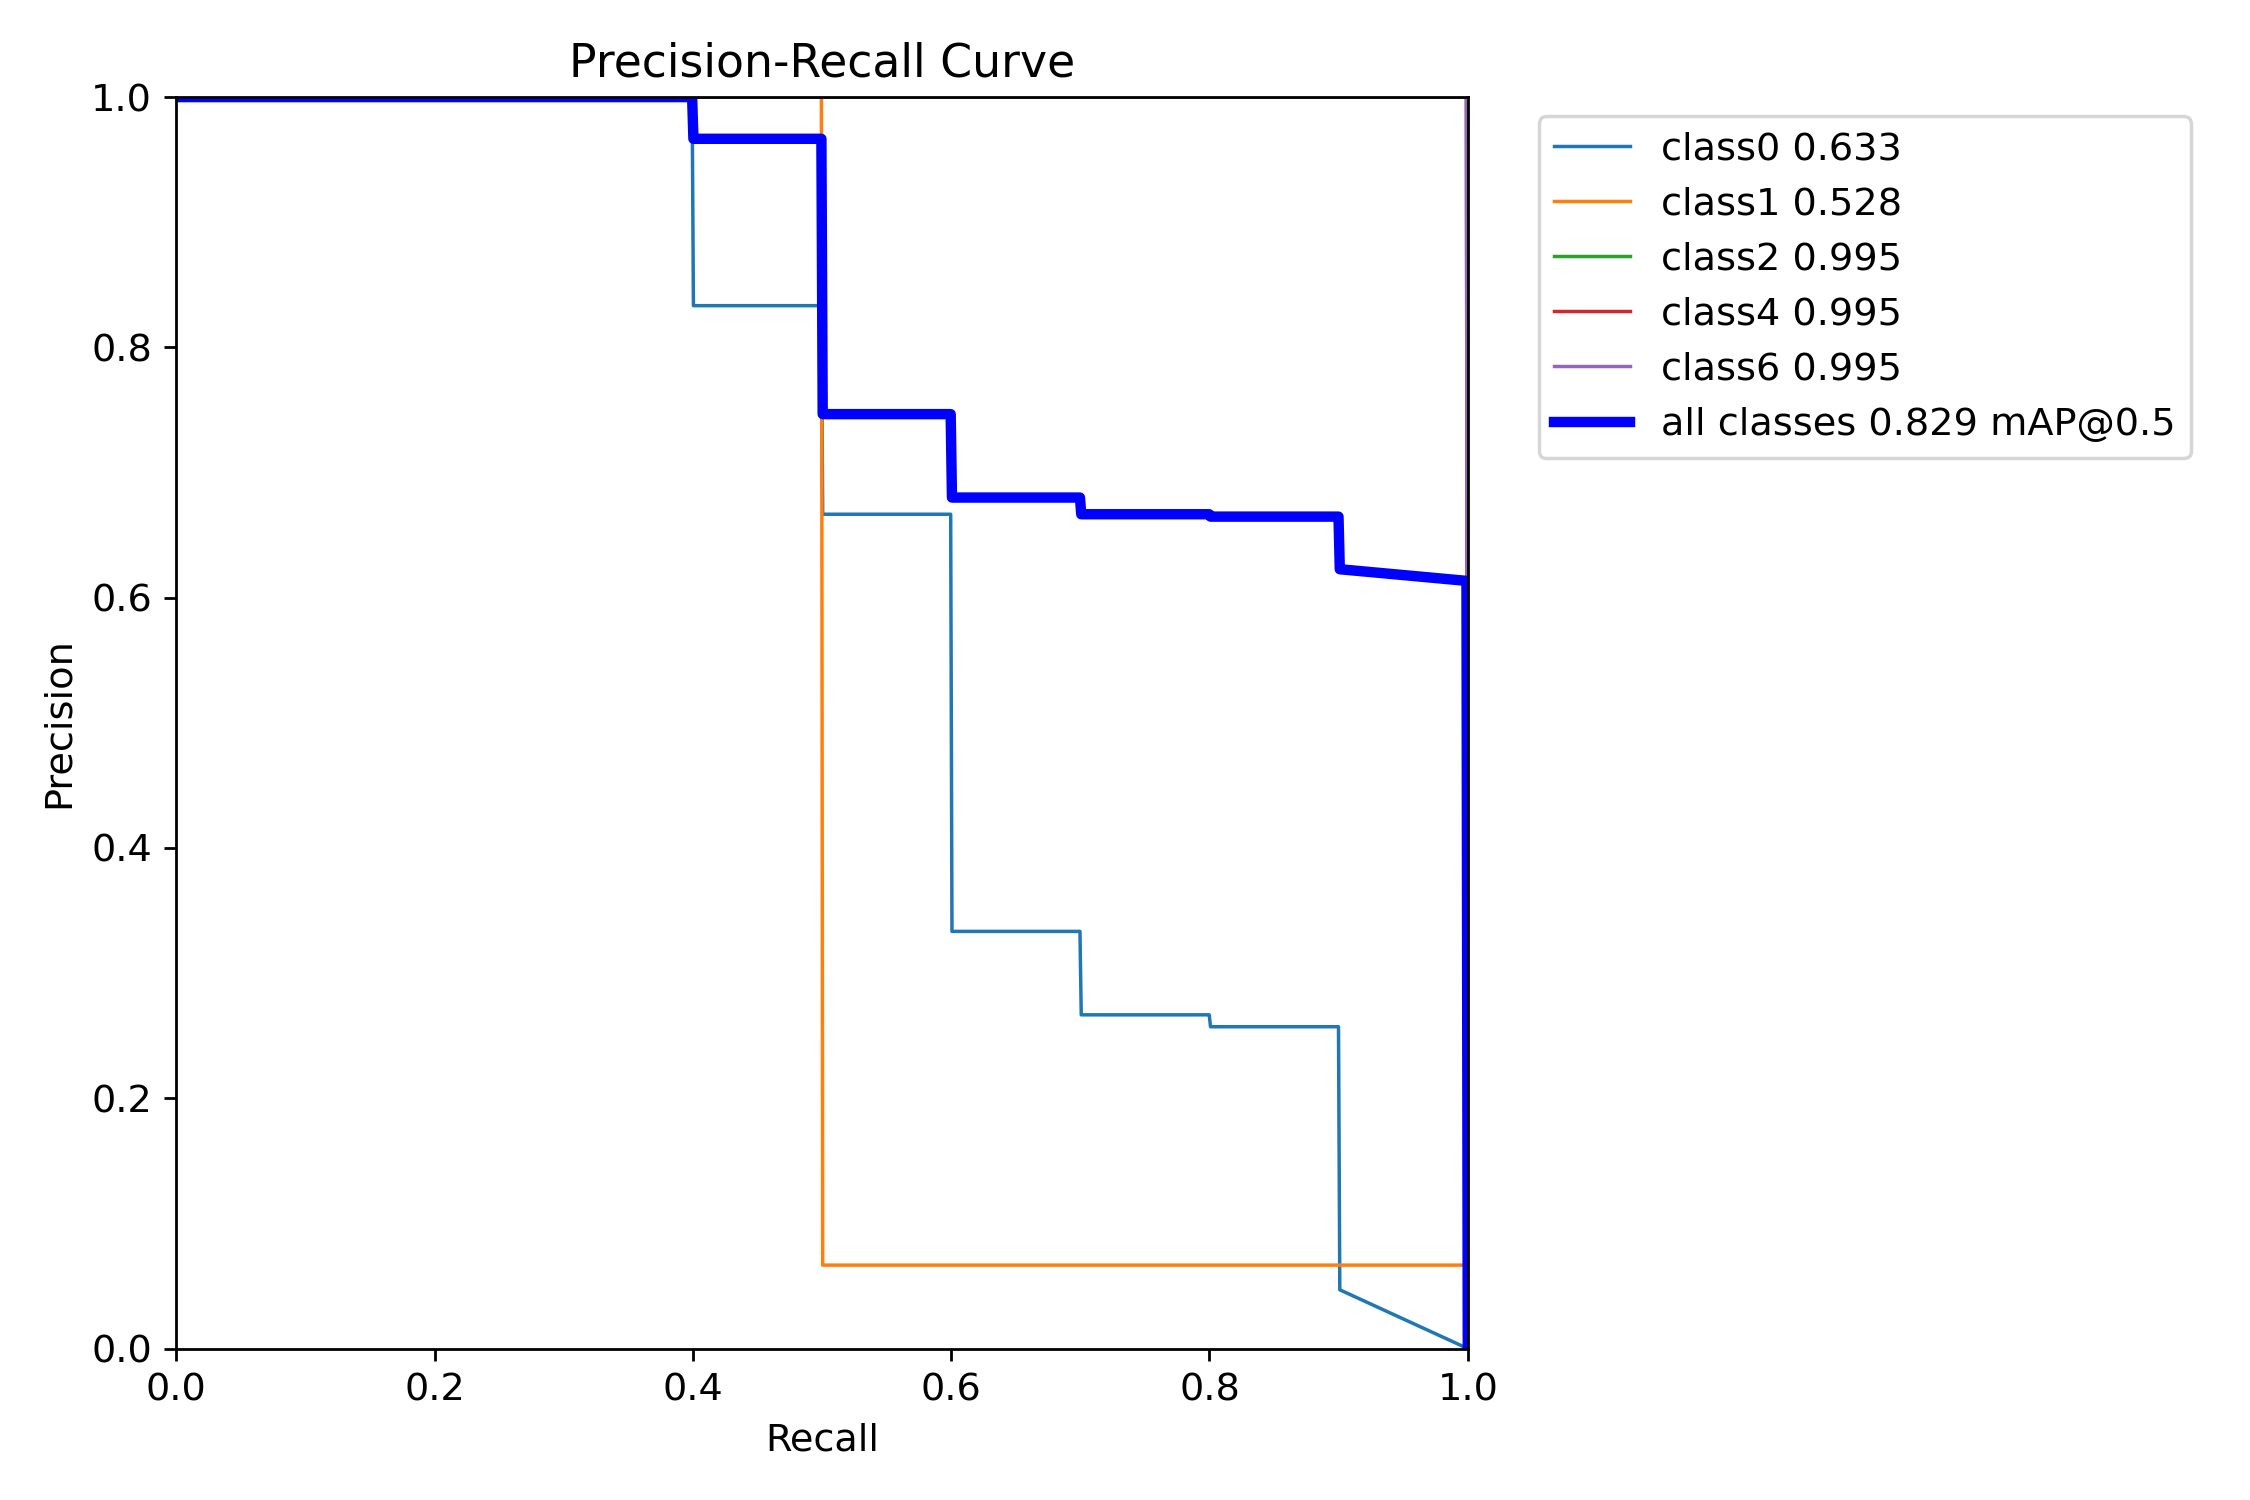 Precision-Recall Curve
1.0
0.8
0.6
0.4
0.2
0.0
Precision
0.0 0.2 0.4 0.6 0.8 1.0
Recall
class0 0.633
class1 0.528
class2 0.995
class4 0.995
class6 0.995
all classes 0.829 mAP@0.5